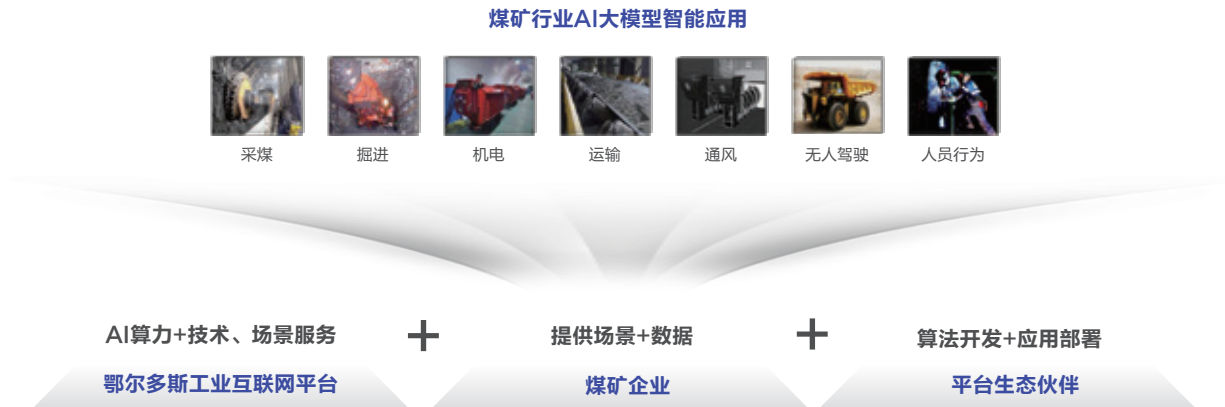 煤矿行业AI大模型智能应用
采煤 掘进 机电 运输 通风 无人驾驶 人员行为
AI算力+技术、场景服务 + 提供场景+数据 + 算法开发+应用部署
鄂尔多斯工业互联网平台 煤矿企业 平台生态伙伴